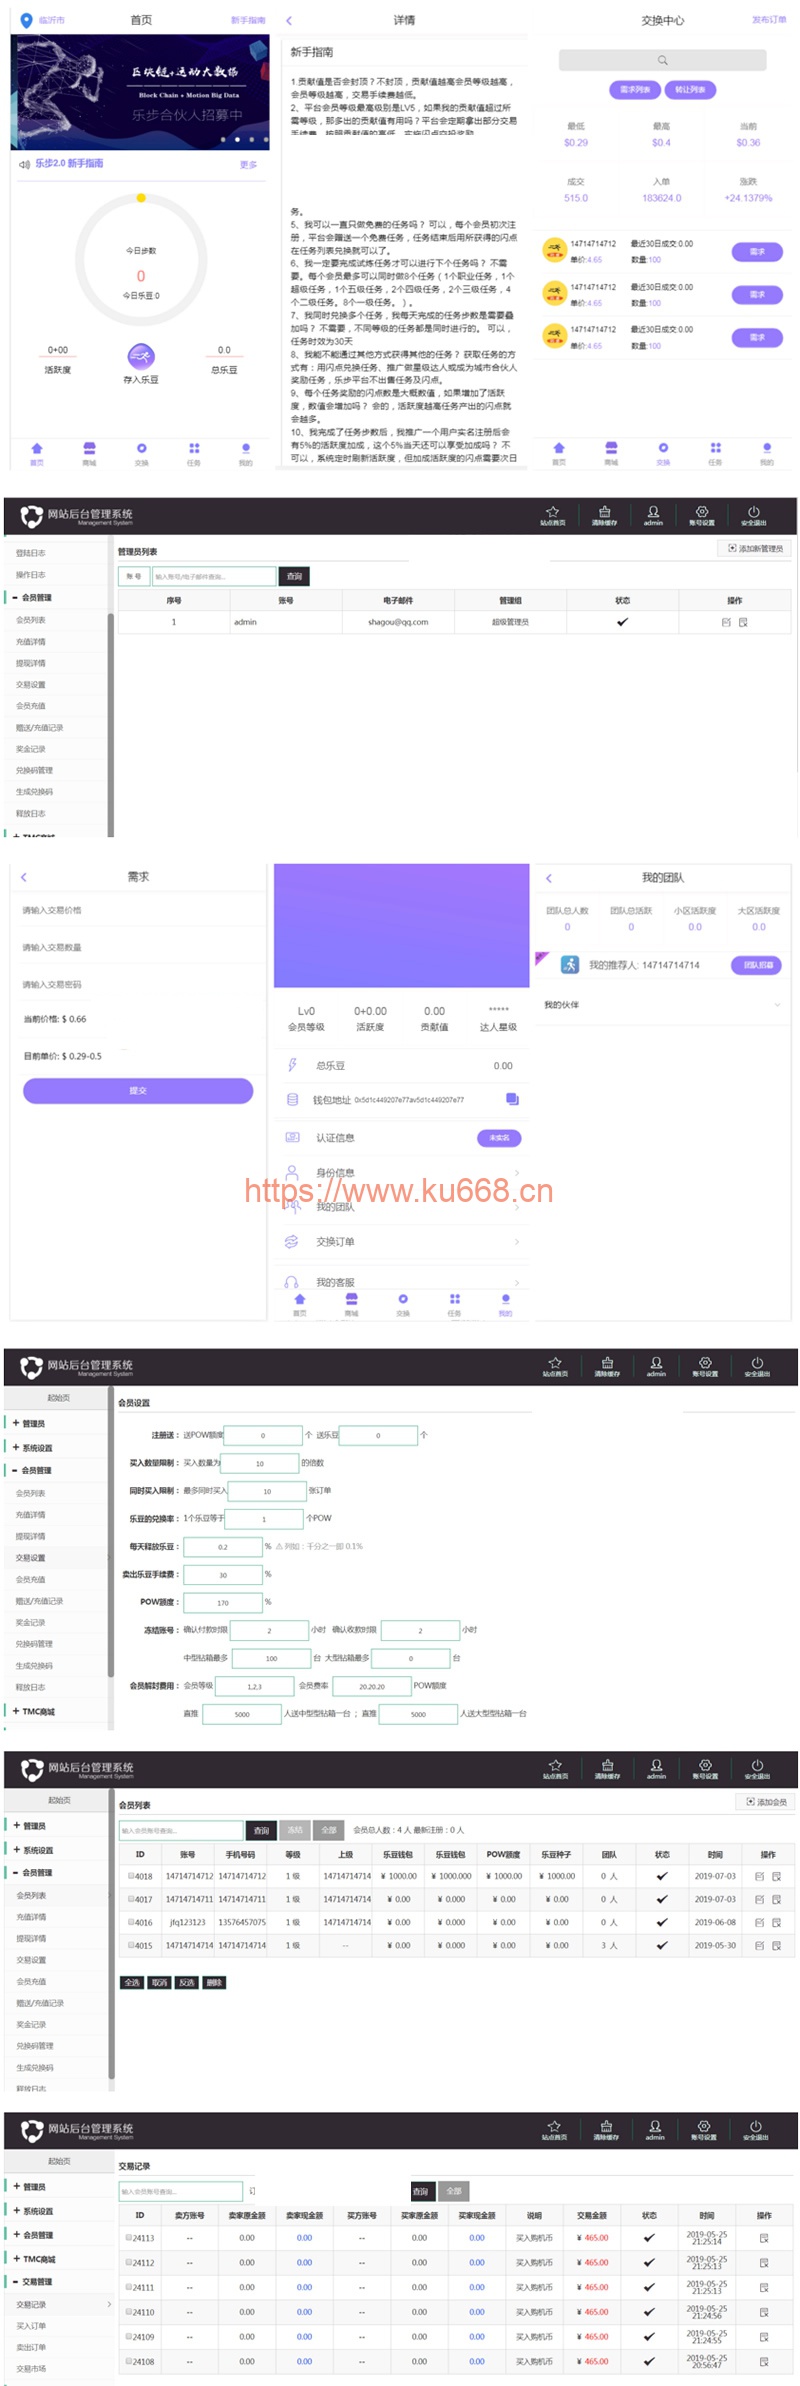 临沂市 首页 新手指南
区块链+运动大数据
Block Chain + Motion Big Data
乐步合伙人招募中
乐步2.0 新手指南 更多
今日步数
0
今日乐豆:0
0+00 0.0
活跃度 存入乐豆 总乐豆
首页 商城 交换 任务 我的
详情
新手指南
1.贡献值是否会封顶？不封顶，贡献值越高会员等级越高，
会员等级越高，交易手续费越低。
2、平台会员等级最高级别是LV5，如果我的贡献值超过所
需等级，那多出的贡献值有用吗？平台会定期拿出部分交易
务。
5、我可以一直只做免费的任务吗？ 可以，每个会员初次注
册，平台会赠送一个免费任务，任务结束后用所获得的闪点
在任务列表兑换就可以了。
6、我一定要完成试炼任务才可以进行下个任务吗？ 不需
要。每个会员最多可以同时做8个任务（1个职业任务，1个
超级任务，1个五级任务，2个四级任务，2个三级任务，4
个二级任务。8个一级任务。）。
7、我同时兑换多个任务，我每天完成的任务步数是需要叠
加吗？ 不需要，不同等级的任务都是同时进行的。 可以，
任务时效为30天
8、我能不能通过其他方式获得其他的任务？ 获取任务的方
式有：用闪点兑换任务、推广做星级达人或成为城市合伙人
奖励任务，乐步平台不出售任务及闪点。
9、每个任务奖励的闪点数是大概数值，如果增加了活跃
度，数值会增加吗？ 会的，活跃度越高任务产出的闪点就
会越多。
10、我完成了任务步数后，我推广一个用户实名注册后会
有5%的活跃度加成，这个5%当天还可以享受加成吗？ 不
可以，系统定时刷新活跃度，但加成活跃度的闪点需要次日
交换中心 发布订单
需求列表 转让列表
最低 最高 当前
$0.29 $0.4 $0.36
成交 入单 涨跌
515.0 183624.0 +24.1379%
14714714712 最近30日成交:0.00 需求
单价:4.65 数量:100
14714714712 最近30日成交:0.00 需求
单价:4.65 数量:100
14714714712 最近30日成交:0.00 需求
单价:4.65 数量:100
首页 商城 交换 任务 我的
网站后台管理系统 Management System
站点首页 清除缓存 admin 账号设置 安全退出
登陆日志
操作日志
会员管理
会员列表
充值详情
提现详情
交易设置
会员充值
赠送/充值记录
奖金记录
兑换码管理
生成兑换码
释放日志
TMC商城
管理员列表 添加新管理员
账 号 输入账号/电子邮件查询... 查询
序号 账号 电子邮件 管理组 状态 操作
1 admin shagou@qq.com 超级管理员
需求
请输入交易价格
请输入交易数量
请输入交易密码
当前价格: $ 0.66
目前单价: $ 0.29-0.5
提交
Lv0 0+0.00 0.00 *****
会员等级 活跃度 贡献值 达人星级
总乐豆 0.00
钱包地址 0x5d1c449207e77av5d1c449207e77
认证信息 未实名
身份信息
我的团队
交换订单
我的客服
首页 商城 交换 任务 我的
我的团队
团队总人数 团队总活跃 小区活跃度 大区活跃度
0 0 0.0 0.0
我的推荐人: 14714714714 团队招募
我的伙伴
https://www.ku668.cn
网站后台管理系统 Management System
站点首页 清除缓存 admin 账号设置 安全退出
起始页
管理员
系统设置
会员管理
会员列表
充值详情
提现详情
交易设置
会员充值
赠送/充值记录
奖金记录
兑换码管理
生成兑换码
释放日志
TMC商城
会员设置
注册送： 送POW额度 0 个 送乐豆 0 个
买入数量限制： 买入数量为 10 的倍数
同时买入限制： 最多同时买入 10 张订单
乐豆的兑换率： 1个乐豆等于 1 个POW
每天释放乐豆： 0.2 % 列如：千分之一即 0.1%
卖出乐豆手续费： 30 %
POW额度： 170 %
冻结账号： 确认付款时限 2 小时 确认收款时限 2 小时
中型钻箱最多 100 台 大型钻箱最多 0 台
会员解封费用： 会员等级 1,2,3 会员费率 20,20,20 POW额度
直推 5000 人送中型型钻箱一台； 直推 5000 人送大型型钻箱一台
网站后台管理系统 Management System
站点首页 清除缓存 admin 账号设置 安全退出
起始页
管理员
系统设置
会员管理
会员列表
充值详情
提现详情
交易设置
会员充值
赠送/充值记录
奖金记录
兑换码管理
生成兑换码
释放日志
会员列表 添加会员
输入会员账号查询... 查询 冻结 全部 会员总人数：4 人 最新注册：0 人
ID 账号 手机号码 等级 上级 乐豆钱包 乐豆钱包 POW额度 乐豆种子 团队 状态 时间 操作
4018 14714714712 14714714712 1 级 14714714714 ¥ 1000.00 ¥ 1000.000 ¥ 1000.00 ¥ 1000.00 0 人 2019-07-03
4017 14714714711 14714714711 1 级 14714714714 ¥ 0.00 ¥ 0.000 ¥ 0.00 ¥ 0.00 0 人 2019-07-03
4016 jfq123123 13576457075 1 级 14714714714 ¥ 0.00 ¥ 0.000 ¥ 0.00 ¥ 0.00 0 人 2019-06-08
4015 14714714714 14714714714 1 级 -- ¥ 0.00 ¥ 0.000 ¥ 0.00 ¥ 0.00 3 人 2019-05-30
全选 取消 反选 删除
网站后台管理系统 Management System
站点首页 清除缓存 admin 账号设置 安全退出
起始页
管理员
系统设置
会员管理
TMC商城
交易管理
交易记录
买入订单
卖出订单
交易市场
交易记录
输入会员账号查询... 查询 全部
ID 卖方账号 卖家原金额 卖家现金额 买方账号 买家原金额 买家现金额 说明 交易金额 状态 时间 操作
24113 -- 0.00 0.00 -- 0.00 0.00 买入购机币 ¥ 465.00 2019-05-25 21:25:14
24112 -- 0.00 0.00 -- 0.00 0.00 买入购机币 ¥ 465.00 2019-05-25 21:25:13
24111 -- 0.00 0.00 -- 0.00 0.00 买入购机币 ¥ 465.00 2019-05-25 21:25:13
24110 -- 0.00 0.00 -- 0.00 0.00 买入购机币 ¥ 465.00 2019-05-25 21:24:56
24109 -- 0.00 0.00 -- 0.00 0.00 买入购机币 ¥ 465.00 2019-05-25 21:24:55
24108 -- 0.00 0.00 -- 0.00 0.00 买入购机币 ¥ 465.00 2019-05-25 20:56:47